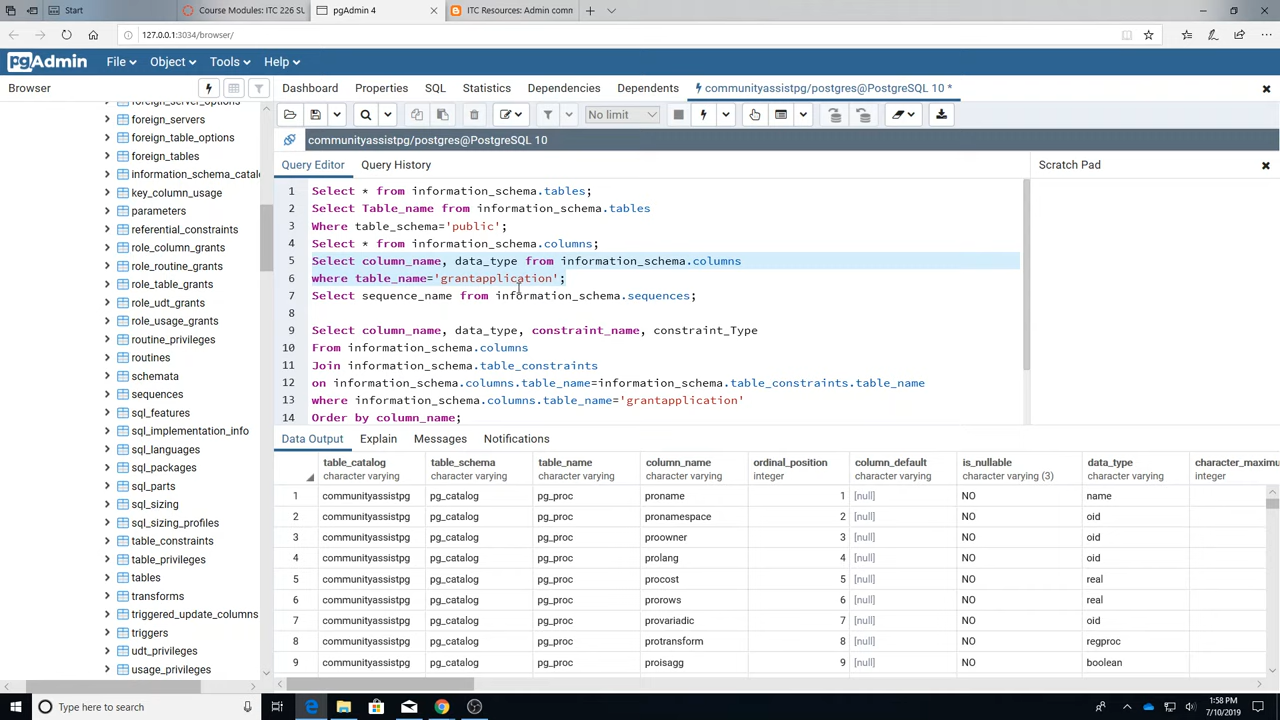 Start
Course Modules: ITC 226 SU
pgAdmin 4
ITC Resources: Admin comn
127.0.0.1:3034/browser/
pgAdmin
File
Object
Tools
Help
Browser
Dashboard
Properties
SQL
Statistics
Dependencies
Dependents
communityassistpg/postgres@PostgreSQL 10 *
No limit
communityassistpg/postgres@PostgreSQL 10
Query Editor
Query History
Scratch Pad
foreign_server_options
foreign_servers
foreign_table_options
foreign_tables
information_schema_catal
key_column_usage
parameters
referential_constraints
role_column_grants
role_routine_grants
role_table_grants
role_udt_grants
role_usage_grants
routine_privileges
routines
schemata
sequences
sql_features
sql_implementation_info
sql_languages
sql_packages
sql_parts
sql_sizing
sql_sizing_profiles
table_constraints
table_privileges
tables
transforms
triggered_update_columns
triggers
udt_privileges
usage_privileges
1 Select * from information_schema.tables;
2 Select Table_name from information_schema.tables
3 Where table_schema='public';
4 Select * from information_schema.columns;
5 Select column_name, data_type from information_schema.columns
6 where table_name='grantapplication';
7 Select sequence_name from information_schema.sequences;
8
9 Select column_name, data_type, constraint_name, constraint_Type
10 From information_schema.columns
11 Join information_schema.table_constraints
12 on information_schema.columns.table_name=information_schema.table_constraints.table_name
13 where information_schema.columns.table_name='grantapplication'
14 Order by column_name;
Data Output
Explain
Messages
Notifications
table_catalog table_schema table_name column_name ordinal_position column_default is_nullable data_type character_maximu
character varying character varying character varying character varying integer character varying character varying (3) character varying integer
1 communityassistpg pg_catalog pg_proc proname 1 [null] NO name
2 communityassistpg pg_catalog pg_proc pronamespace 2 [null] NO oid
3 communityassistpg pg_catalog pg_proc proowner 3 [null] NO oid
4 communityassistpg pg_catalog pg_proc prolang 4 [null] NO oid
5 communityassistpg pg_catalog pg_proc procost 5 [null] NO real
6 communityassistpg pg_catalog pg_proc prorows 6 [null] NO real
7 communityassistpg pg_catalog pg_proc provariadic 7 [null] NO oid
8 communityassistpg pg_catalog pg_proc protransform 8 [null] NO regproc
9 communityassistpg pg_catalog pg_proc proisagg 9 [null] NO boolean
Type here to search
1:58 PM
7/10/2019